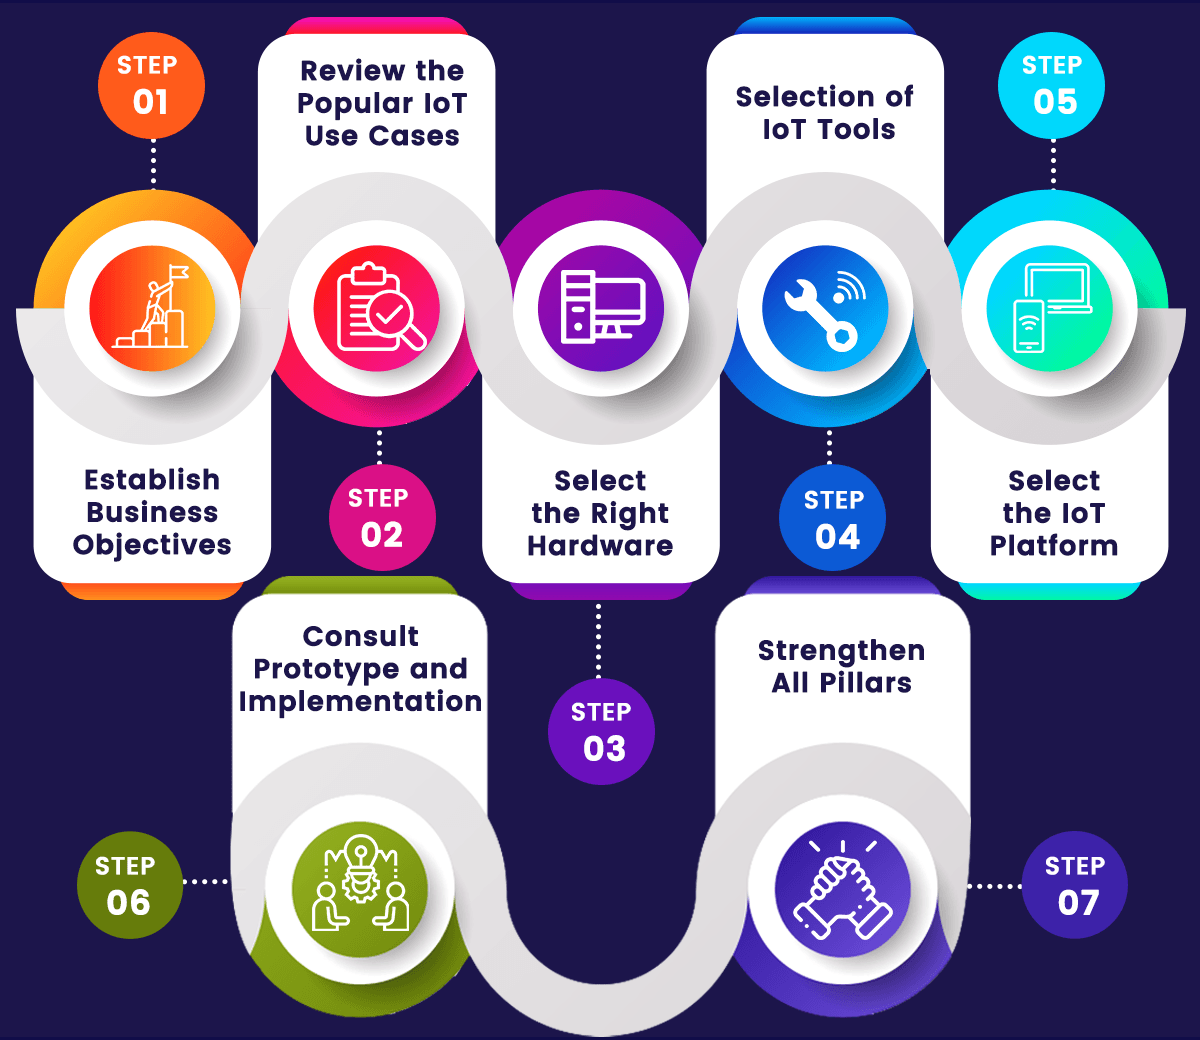 STEP
01
Establish
Business
Objectives
Review the
Popular IoT
Use Cases
STEP
02
Select
the Right
Hardware
STEP
03
Selection of
IoT Tools
STEP
04
STEP
05
Select
the IoT
Platform
Consult
Prototype and
Implementation
STEP
06
Strengthen
All Pillars
STEP
07